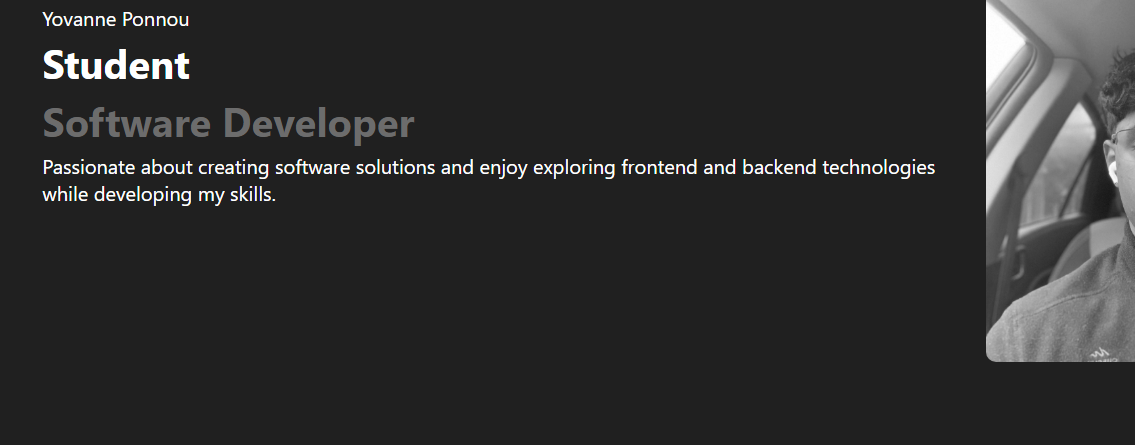 Yovanne Ponnou
Student
Software Developer
Passionate about creating software solutions and enjoy exploring frontend and backend technologies
while developing my skills.